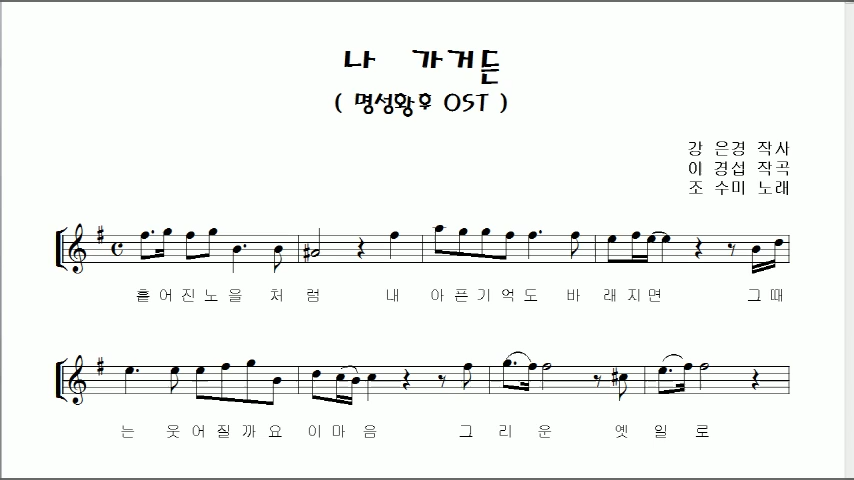 나 가거든
( 명성황후 OST )
강 은경 작사
이 경섭 작곡
조 수미 노래
흩어진노을 처 럼 내 아픈기억도 바 래지면 그때
는 웃어질까요 이마음 그 리 운 옛 일 로